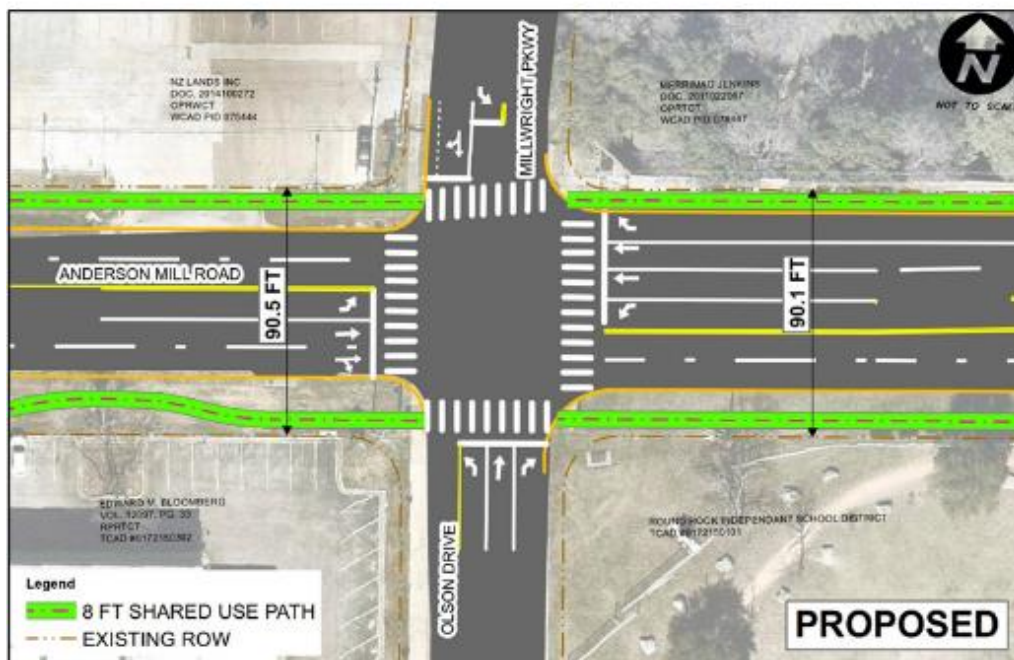 NZ LANDS INC
DOC. 2014100272
OPRWCT
WCAD PID 076444
MILLWRIGHT PKWY
MERRIMAC JENKINS
OPRTCT
N
NOT TO SCALE
ANDERSON MILL ROAD
90.5 FT
90.1 FT
EDWARD M. BLOOMBERG
RPRTCT
OLSON DRIVE
ROUND ROCK INDEPENDANT SCHOOL DISTRICT
Legend
8 FT SHARED USE PATH
EXISTING ROW
PROPOSED